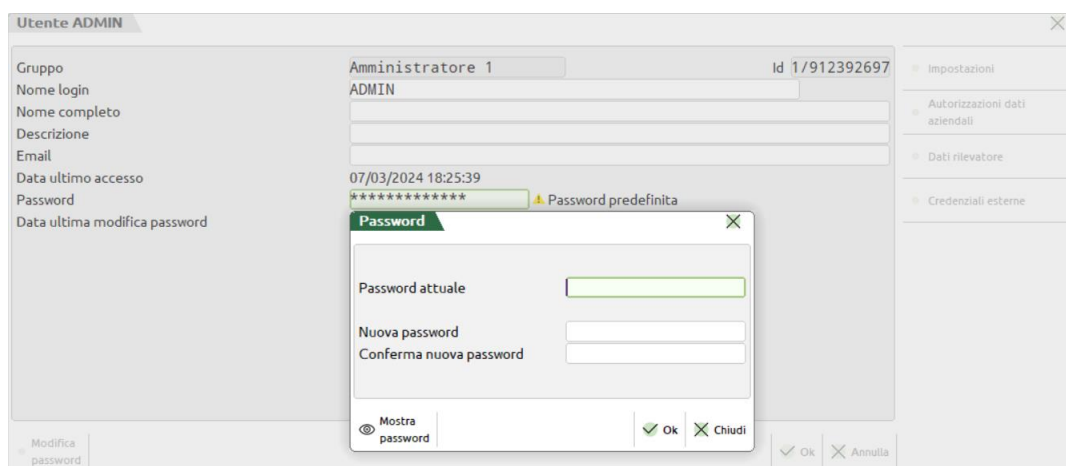 Utente ADMIN
Gruppo Amministratore 1 Id 1/912392697
Nome login ADMIN
Nome completo
Descrizione
Email
Data ultimo accesso 07/03/2024 18:25:39
Password ************* Password predefinita
Data ultima modifica password
Impostazioni
Autorizzazioni dati
aziendali
Dati rilevatore
Credenziali esterne
Password
Password attuale
Nuova password
Conferma nuova password
Mostra
password
Ok Chiudi
Modifica
password
Ok Annulla